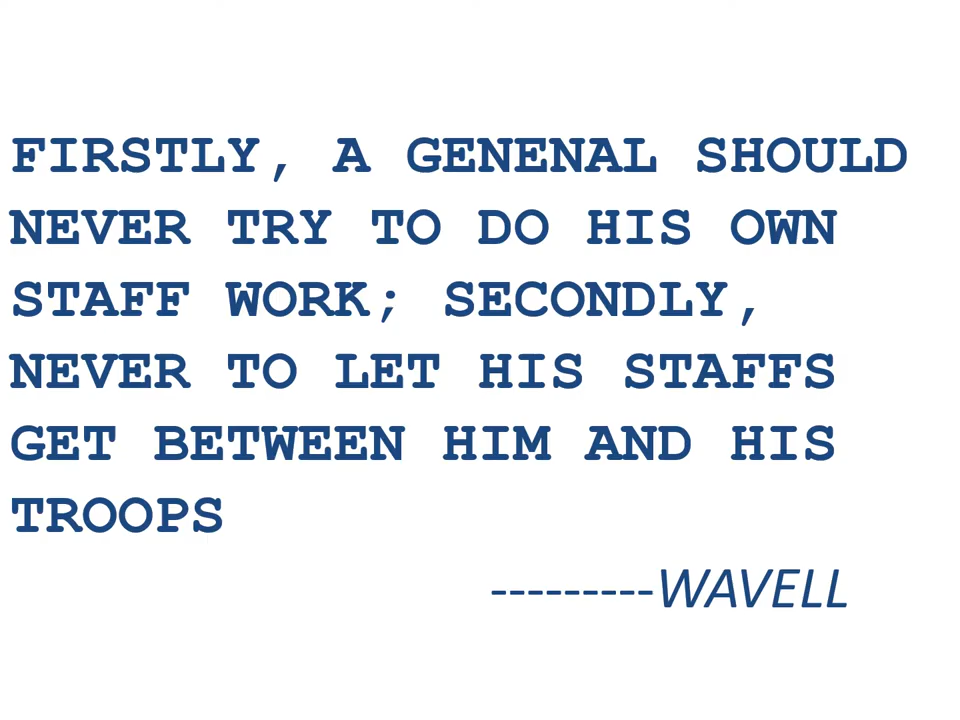 FIRSTLY, A GENENAL SHOULD
NEVER TRY TO DO HIS OWN
STAFF WORK; SECONDLY,
NEVER TO LET HIS STAFFS
GET BETWEEN HIM AND HIS
TROOPS
---------WAVELL